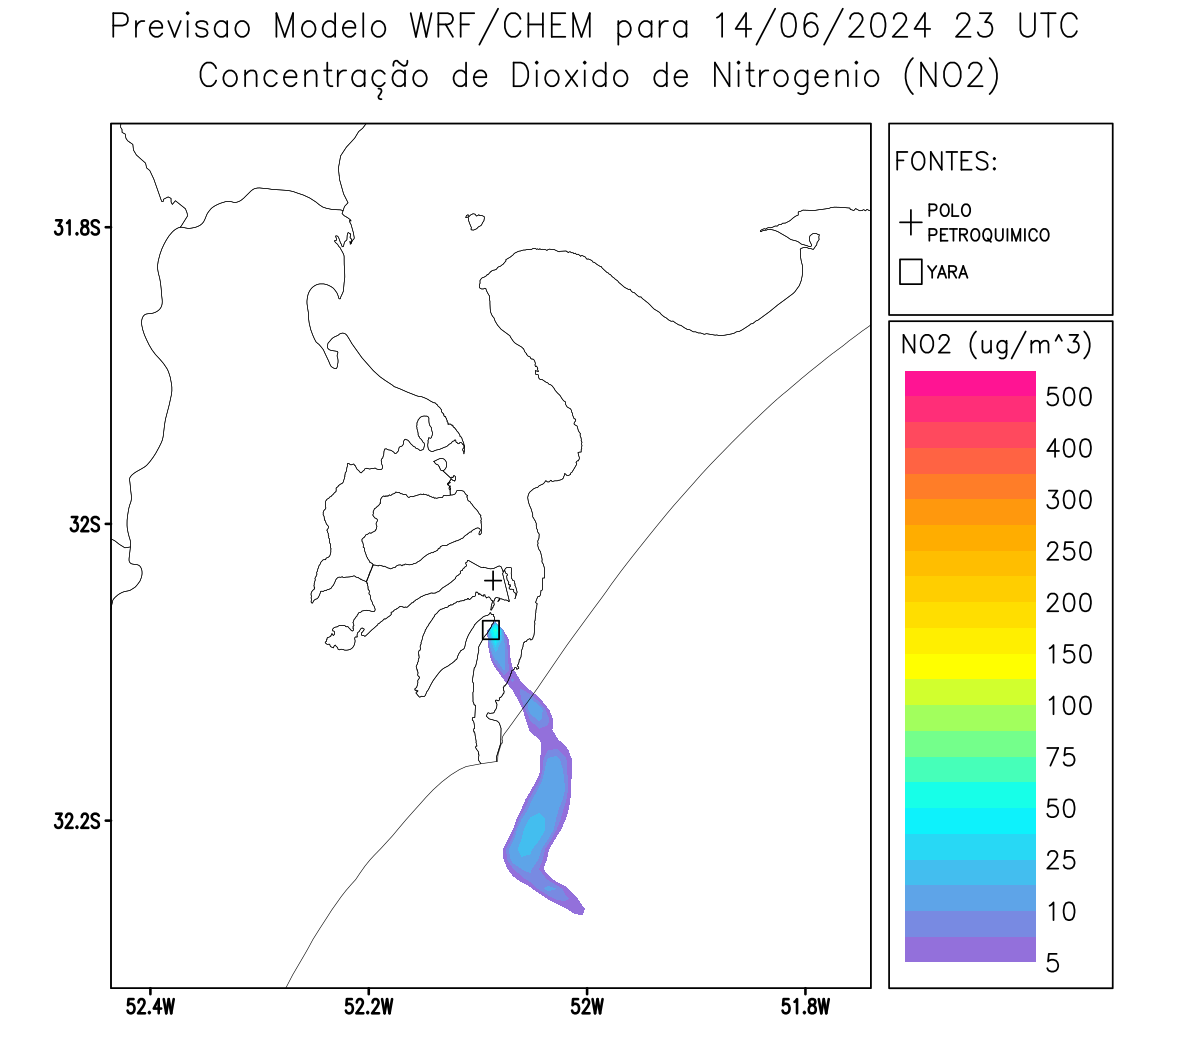 Previsao Modelo WRF/CHEM para 14/06/2024 23 UTC
Concentração de Dioxido de Nitrogenio (NO2)
FONTES:
POLO
PETROQUIMICO
YARA
NO2 (ug/m^3)
500
400
300
250
200
150
100
75
50
25
10
5
31.8S
32S
32.2S
52.4W
52.2W
52W
51.8W